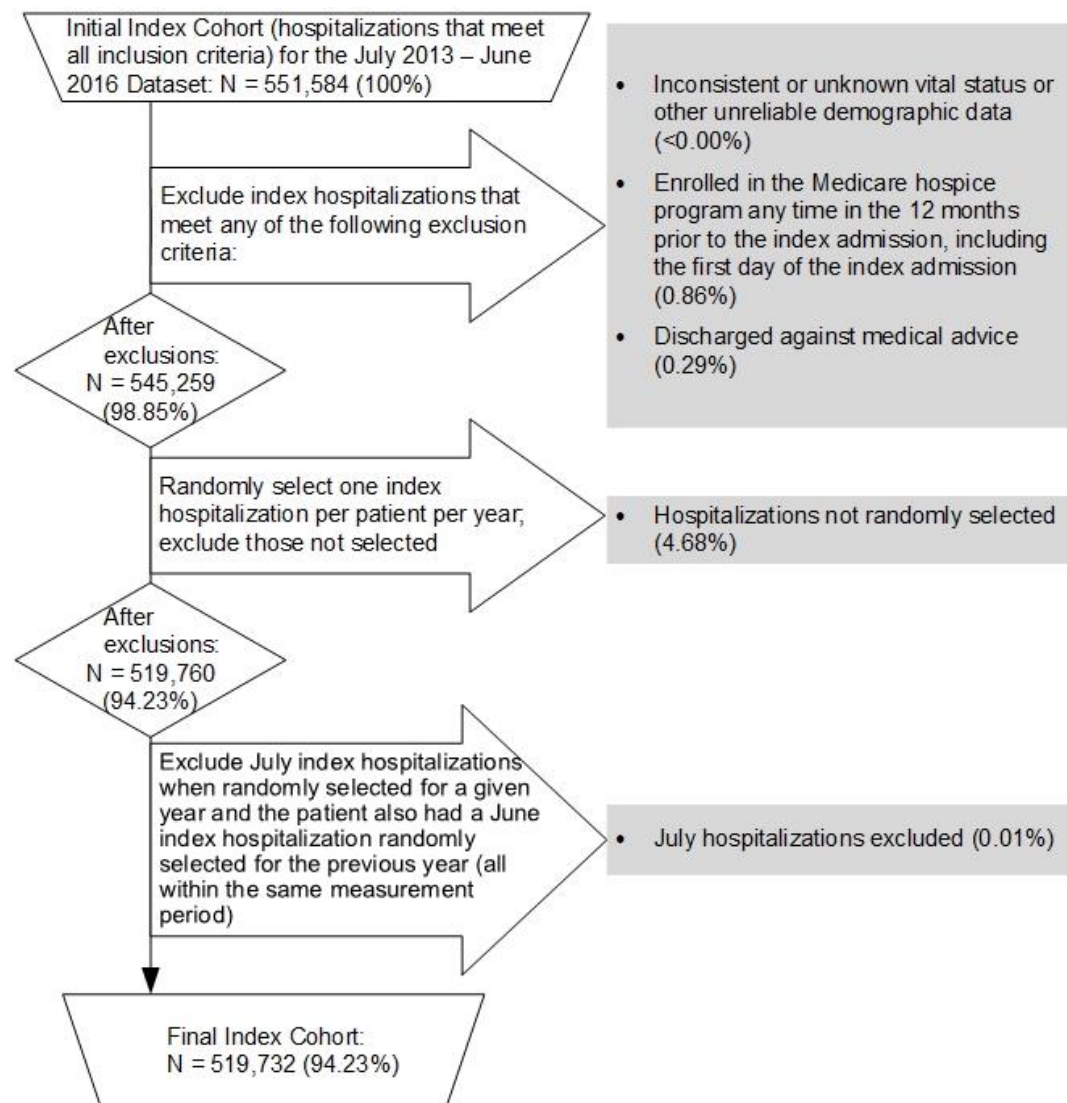 Initial Index Cohort (hospitalizations that meet
all inclusion criteria) for the July 2013 – June
2016 Dataset: N = 551,584 (100%)
Exclude index hospitalizations that
meet any of the following exclusion
criteria:
• Inconsistent or unknown vital status or
other unreliable demographic data
(<0.00%)
• Enrolled in the Medicare hospice
program any time in the 12 months
prior to the index admission, including
the first day of the index admission
(0.86%)
• Discharged against medical advice
(0.29%)
After
exclusions:
N = 545,259
(98.85%)
Randomly select one index
hospitalization per patient per year;
exclude those not selected
• Hospitalizations not randomly selected
(4.68%)
After
exclusions:
N = 519,760
(94.23%)
Exclude July index hospitalizations
when randomly selected for a given
year and the patient also had a June
index hospitalization randomly
selected for the previous year (all
within the same measurement
period)
• July hospitalizations excluded (0.01%)
Final Index Cohort:
N = 519,732 (94.23%)